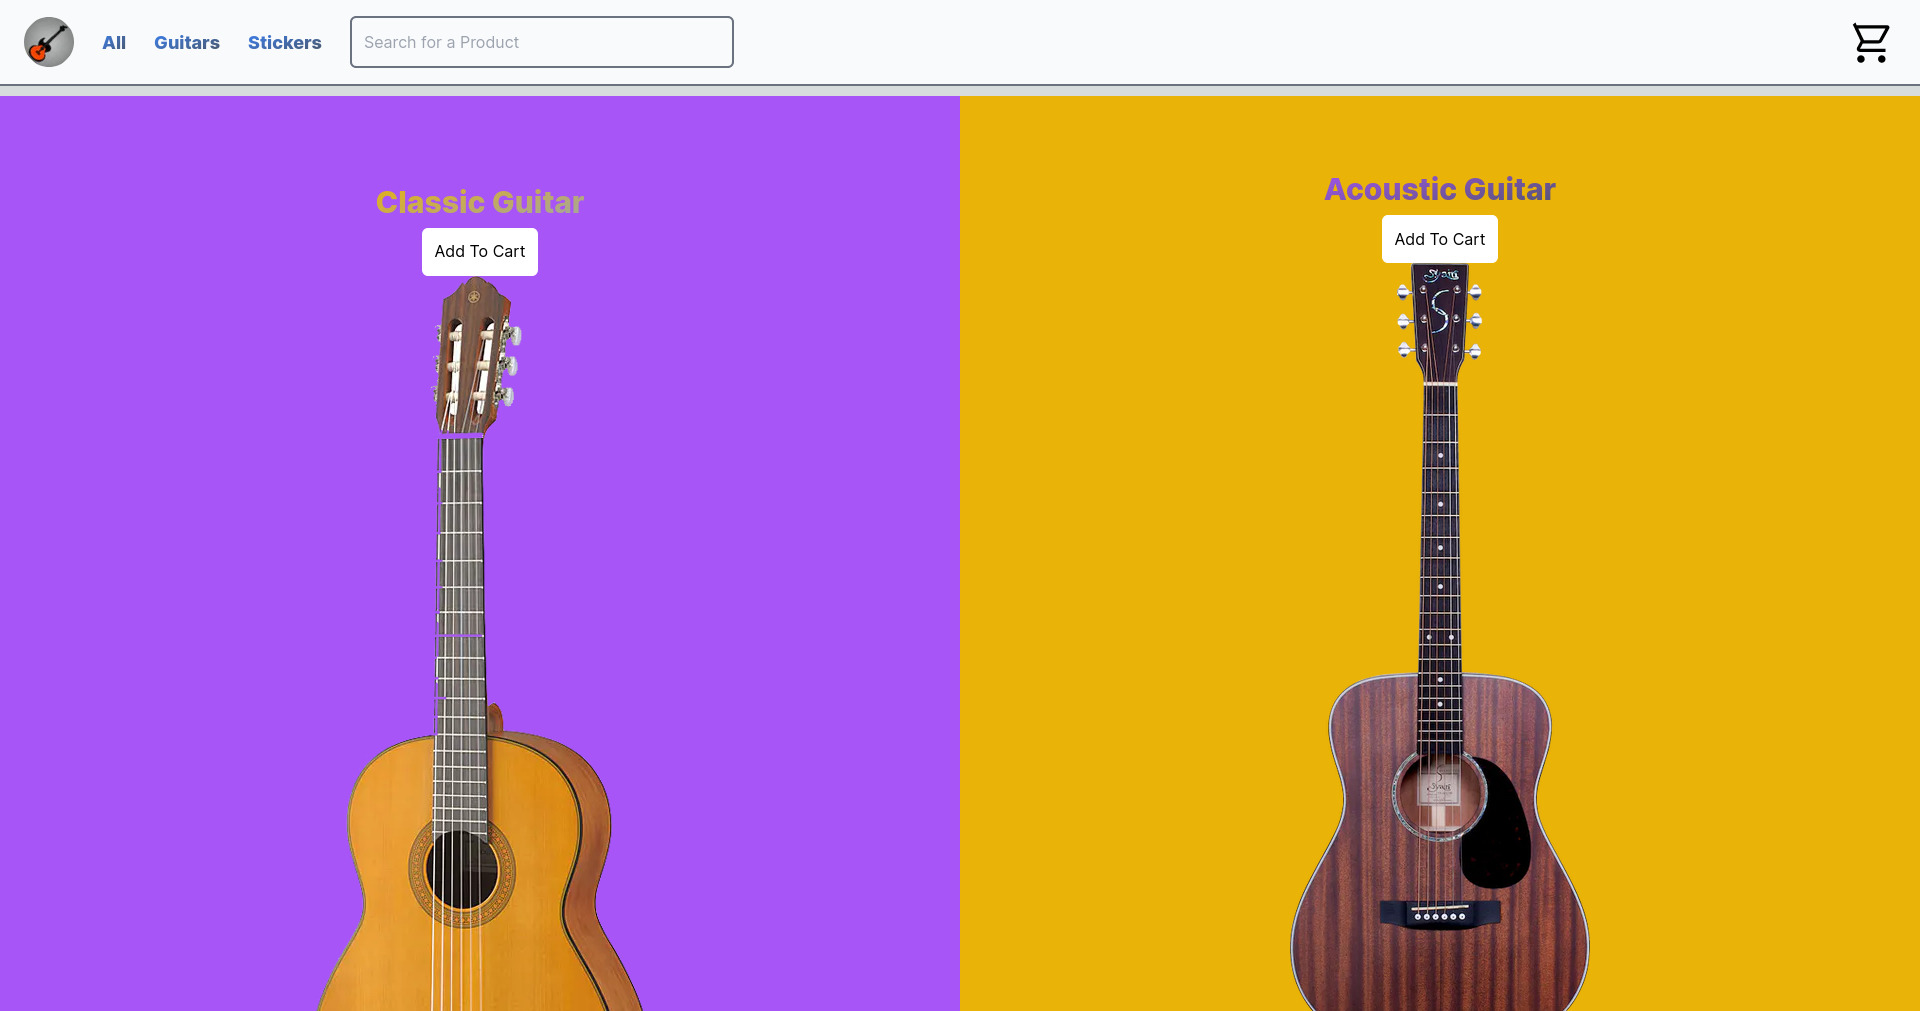 All
Guitars
Stickers
Search for a Product
Classic Guitar
Add To Cart
Acoustic Guitar
Add To Cart